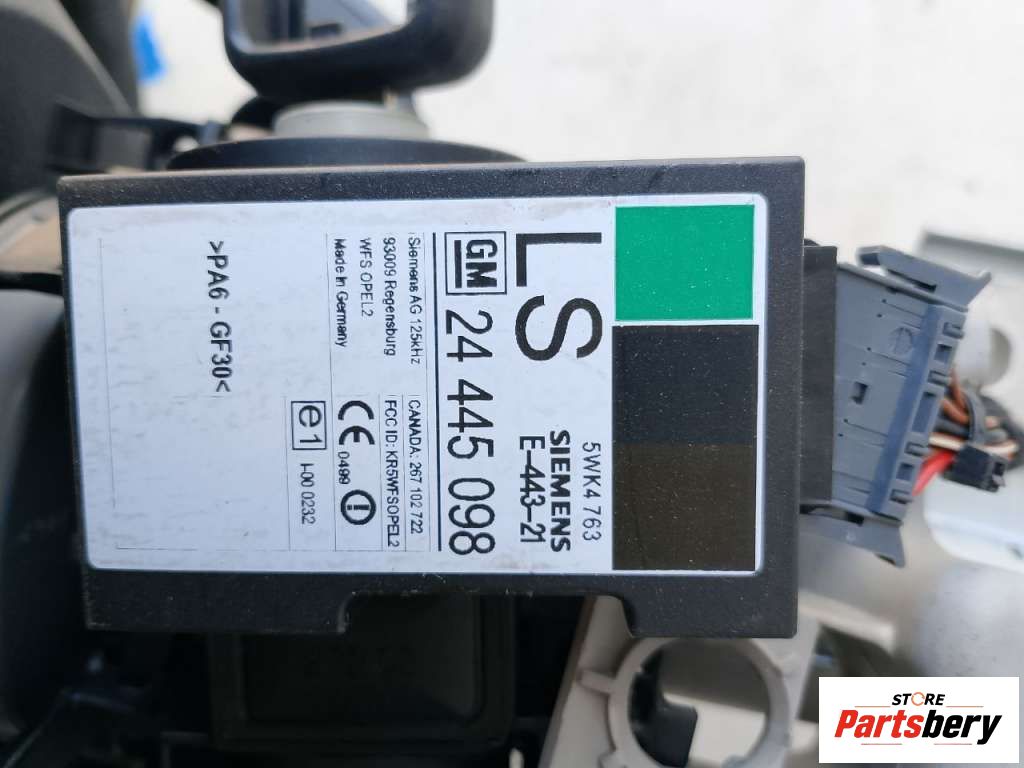 5WK4 763
LS SIEMENS
E-443-21
GM 24 445 098
Siemens AG 125kHz
93009 Regensburg
WFS OPEL2
Made in Germany
CANADA: 267 102 722
FCC ID: KR5WFSOPEL2
CE 0499
e1 I-00 0232
>PA6 - GF30<
STORE
Partsbery